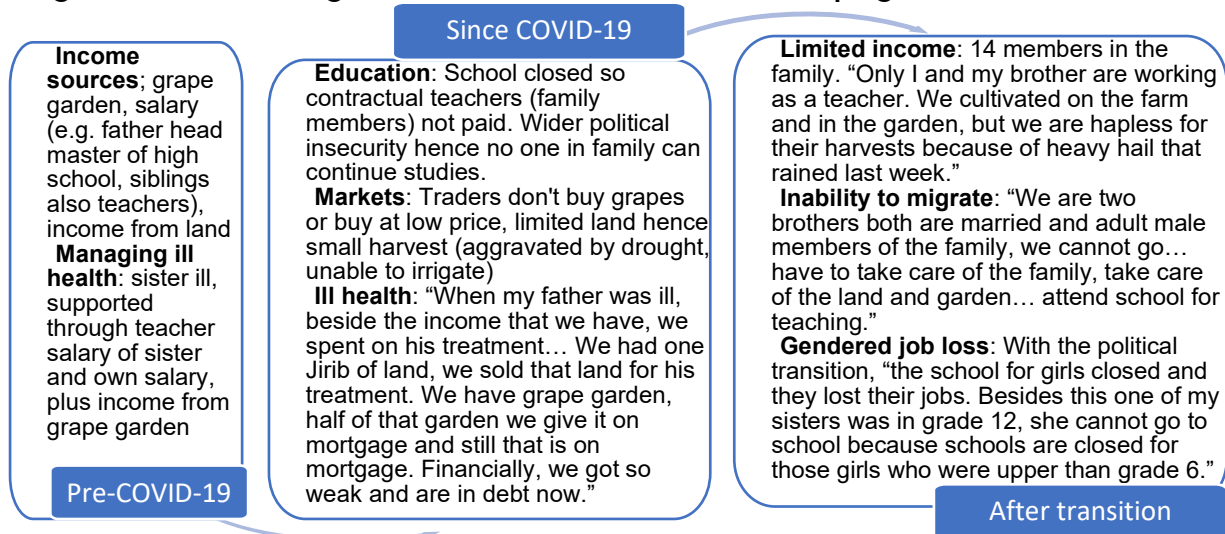 Since COVID-19
Income
sources; grape
garden, salary
(e.g. father head
master of high
school, siblings
also teachers),
income from land
Managing ill
health: sister ill,
supported
through teacher
salary of sister
and own salary,
plus income from
grape garden
Pre-COVID-19
Education: School closed so
contractual teachers (family
members) not paid. Wider political
insecurity hence no one in family can
continue studies.
Markets: Traders don't buy grapes
or buy at low price, limited land hence
small harvest (aggravated by drought,
unable to irrigate)
Ill health: “When my father was ill,
beside the income that we have, we
spent on his treatment… We had one
Jirib of land, we sold that land for his
treatment. We have grape garden,
half of that garden we give it on
mortgage and still that is on
mortgage. Financially, we got so
weak and are in debt now.”
Limited income: 14 members in the
family. “Only I and my brother are working
as a teacher. We cultivated on the farm
and in the garden, but we are hapless for
their harvests because of heavy hail that
rained last week.”
Inability to migrate: “We are two
brothers both are married and adult male
members of the family, we cannot go…
have to take care of the family, take care
of the land and garden… attend school for
teaching.”
Gendered job loss: With the political
transition, “the school for girls closed and
they lost their jobs. Besides this one of my
sisters was in grade 12, she cannot go to
school because schools are closed for
those girls who were upper than grade 6.”
After transition